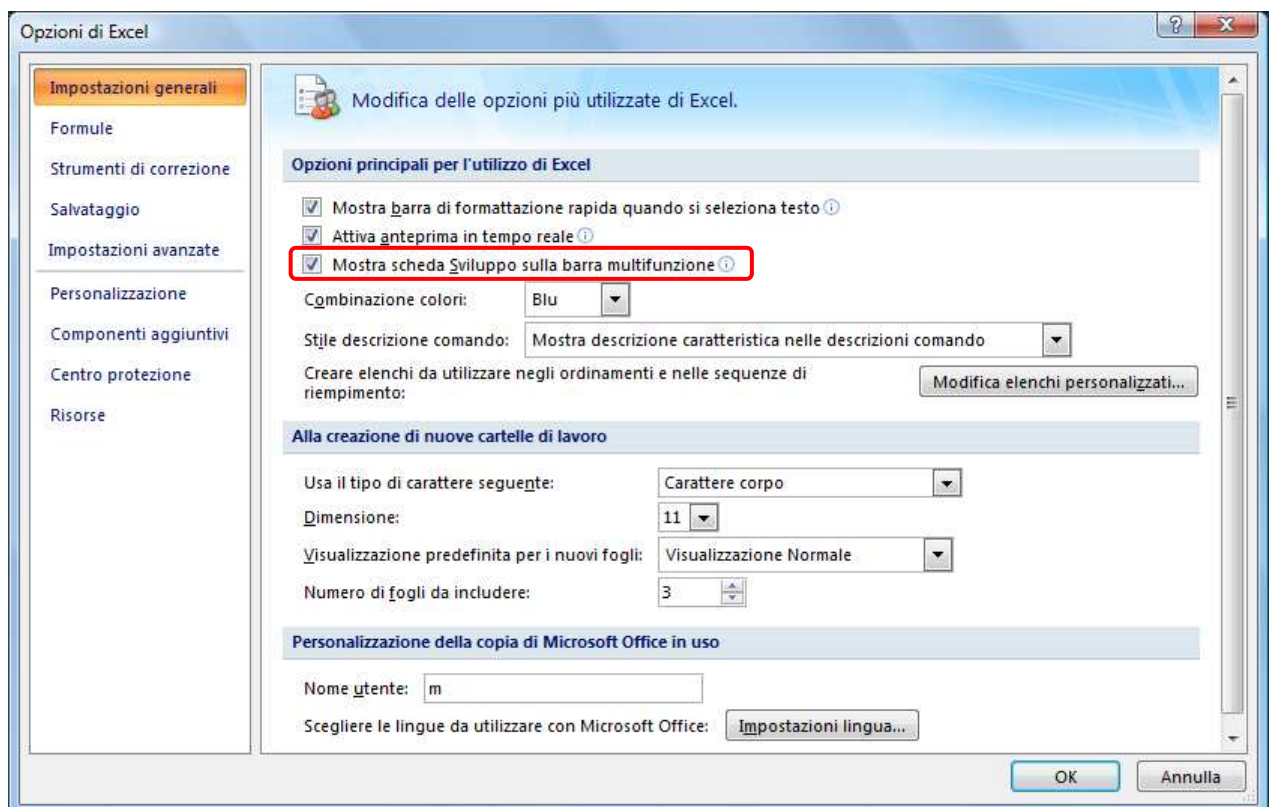 Opzioni di Excel
Impostazioni generali
Formule
Strumenti di correzione
Salvataggio
Impostazioni avanzate
Personalizzazione
Componenti aggiuntivi
Centro protezione
Risorse
Modifica delle opzioni più utilizzate di Excel.
Opzioni principali per l'utilizzo di Excel
Mostra barra di formattazione rapida quando si seleziona testo
Attiva anteprima in tempo reale
Mostra scheda Sviluppo sulla barra multifunzione
Combinazione colori: Blu
Stile descrizione comando: Mostra descrizione caratteristica nelle descrizioni comando
Creare elenchi da utilizzare negli ordinamenti e nelle sequenze di
riempimento: Modifica elenchi personalizzati...
Alla creazione di nuove cartelle di lavoro
Usa il tipo di carattere seguente: Carattere corpo
Dimensione: 11
Visualizzazione predefinita per i nuovi fogli: Visualizzazione Normale
Numero di fogli da includere: 3
Personalizzazione della copia di Microsoft Office in uso
Nome utente: m
Scegliere le lingue da utilizzare con Microsoft Office: Impostazioni lingua...
OK Annulla